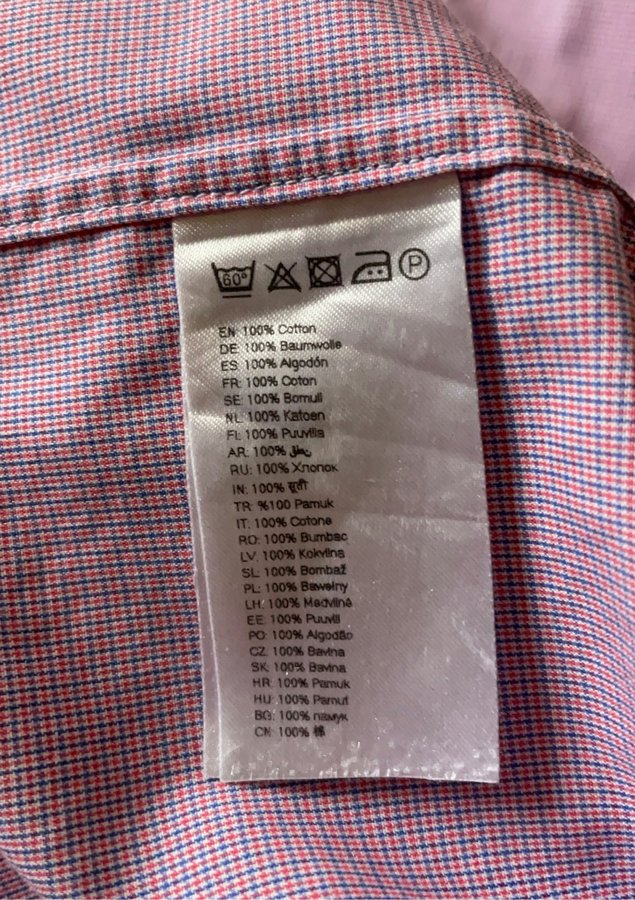 60°
P
EN: 100% Cotton
DE: 100% Baumwolle
ES: 100% Algodón
FR: 100% Coton
SE: 100% Bomull
NL: 100% Katoen
FI: 100% Puuvilla
AR: 100% قطن
RU: 100% Хлопок
IN: 100% सूती
TR: %100 Pamuk
IT: 100% Cotone
RO: 100% Bumbac
LV: 100% Kokvilna
SL: 100% Bombaž
PL: 100% Bawełny
LH: 100% Medvilnė
EE: 100% Puuvill
PO: 100% Algodão
CZ: 100% Bavlna
SK: 100% Bavlna
HR: 100% Pamuk
HU: 100% Pamut
BG: 100% памук
CN: 100% 棉